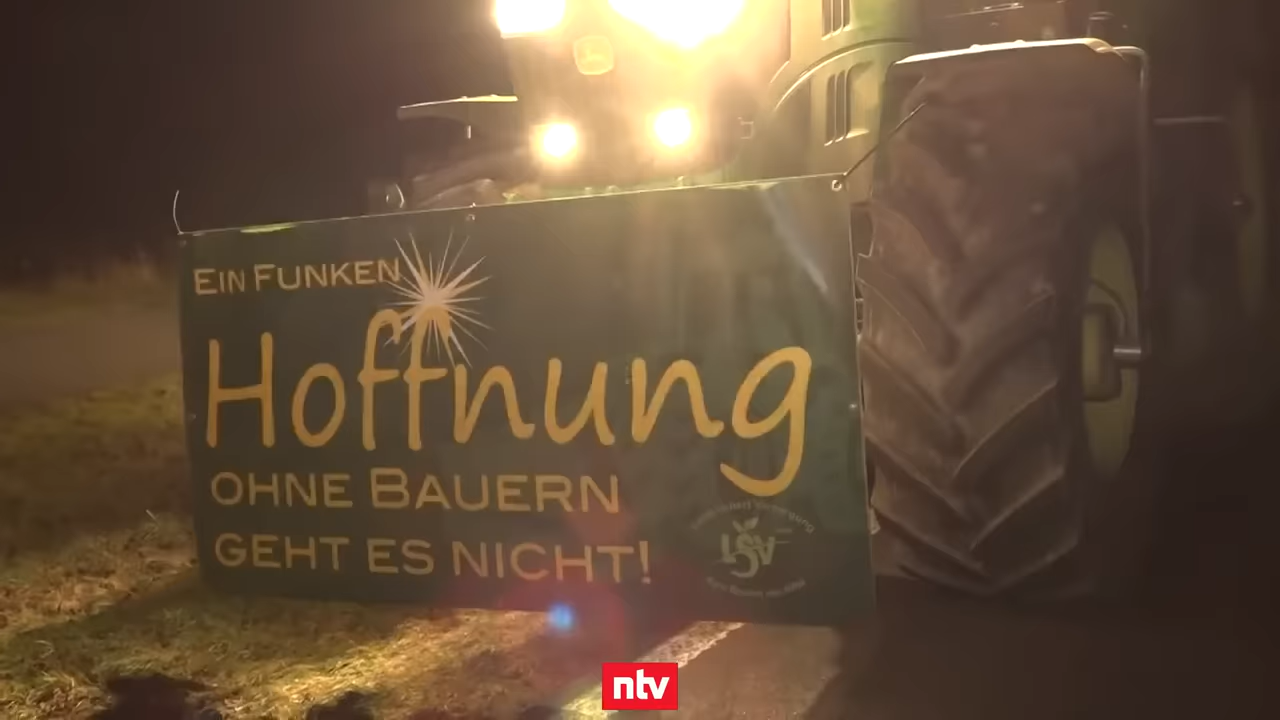 Ein Funken
Hoffnung
ohne Bauern
geht es nicht!
LSV
ntv